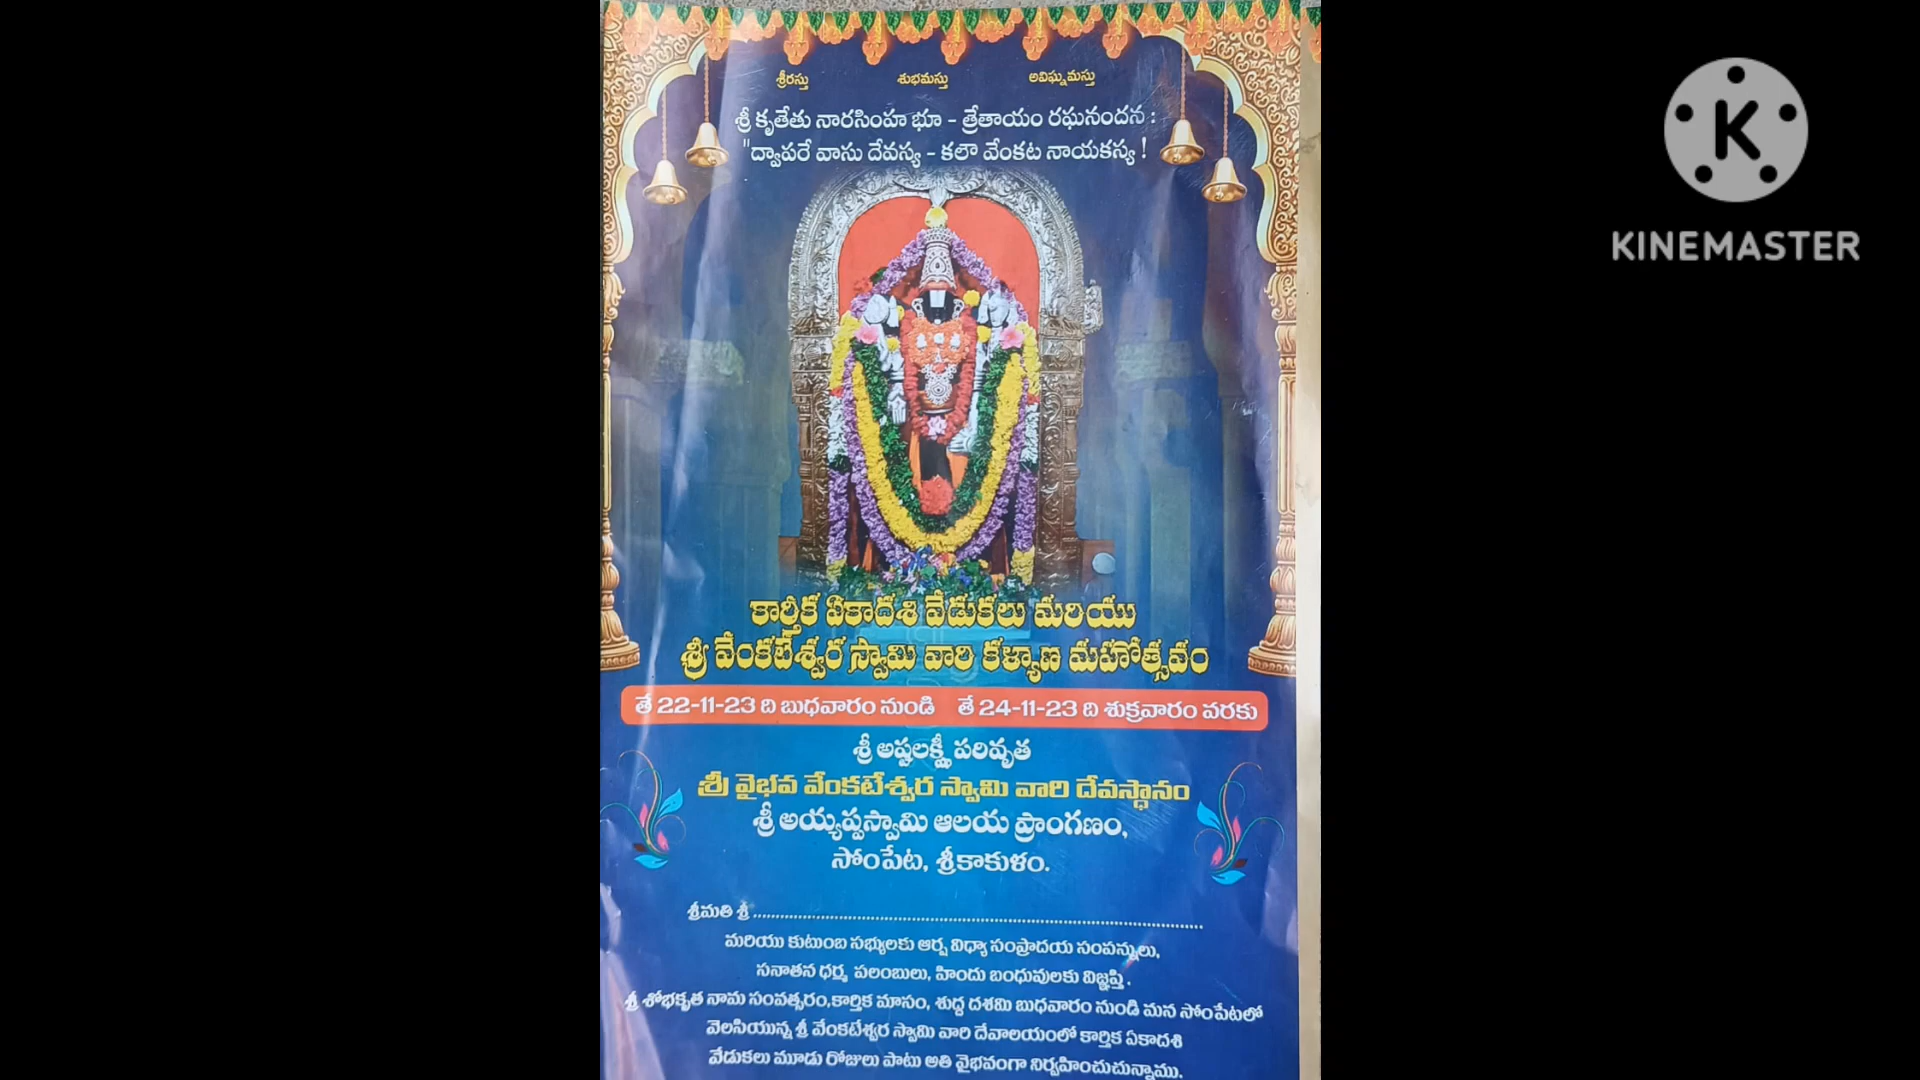 శ్రీరస్తు శుభమస్తు అవిఘ్నమస్తు
శ్రీ కృతేతు నారసింహ భూ - త్రేతాయం రఘునందన :
"ద్వాపరే వాసు దేవస్య - కలౌ వేంకట నాయకస్య !
కార్తీక ఏకాదశి వేడుకలు మరియు
శ్రీ వేంకటేశ్వర స్వామి వారి కళ్యాణ మహోత్సవం
తే 22-11-23 ది బుధవారం నుండి తే 24-11-23 ది శుక్రవారం వరకు
శ్రీ అష్టలక్ష్మీ పరివృత
శ్రీ వైభవ వేంకటేశ్వర స్వామి వారి దేవస్థానం
శ్రీ అయ్యప్పస్వామి ఆలయ ప్రాంగణం,
సోంపేట, శ్రీకాకుళం.
శ్రీమతి శ్రీ ..........................................................................................
మరియు కుటుంబ సభ్యులకు ఆర్ష విధ్యా సంప్రాదయ సంపన్నులు,
సనాతన ధర్మ పలంబులు, హిందు బంధువులకు విజ్ఞప్తి .
శ్రీ శోభకృత నామ సంవత్సరం,కార్తిక మాసం, శుద్ద దశమి బుధవారం నుండి మన సోంపేటలో
వెలసియున్న శ్రీ వేంకటేశ్వర స్వామి వారి దేవాలయంలో కార్తిక ఏకాదశి
వేడుకలు మూడు రోజులు పాటు అతి వైభవంగా నిర్వహించుచున్నాము.
KINEMASTER